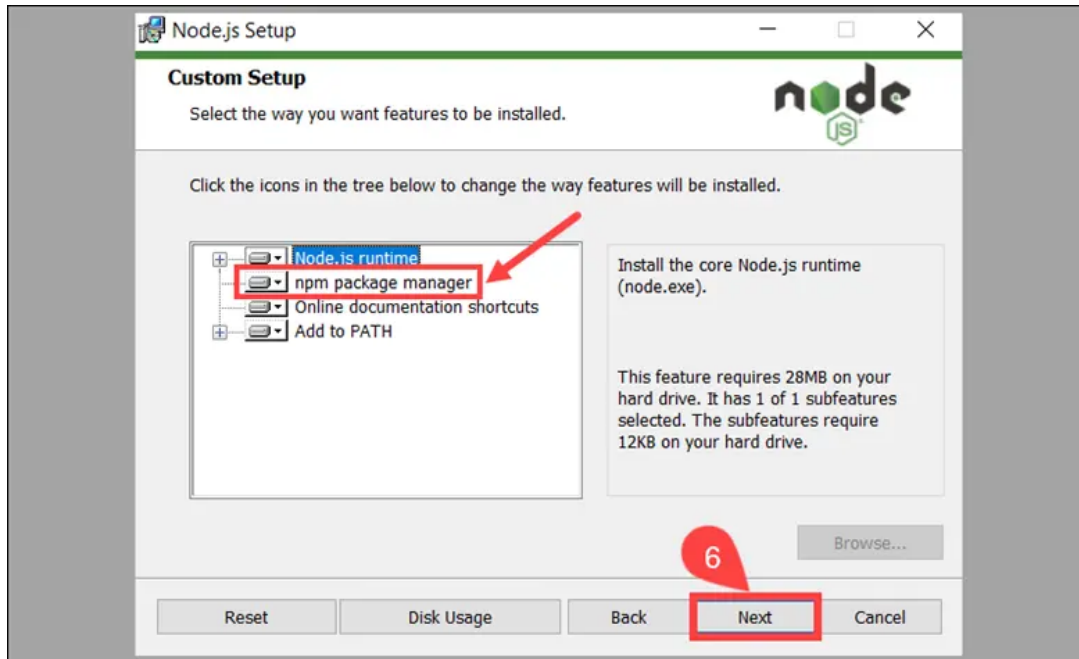 Node.js Setup
Custom Setup
Select the way you want features to be installed.
node
JS
Click the icons in the tree below to change the way features will be installed.
Node.js runtime
npm package manager
Online documentation shortcuts
Add to PATH
Install the core Node.js runtime
(node.exe).
This feature requires 28MB on your
hard drive. It has 1 of 1 subfeatures
selected. The subfeatures require
12KB on your hard drive.
Browse...
6
Reset
Disk Usage
Back
Next
Cancel